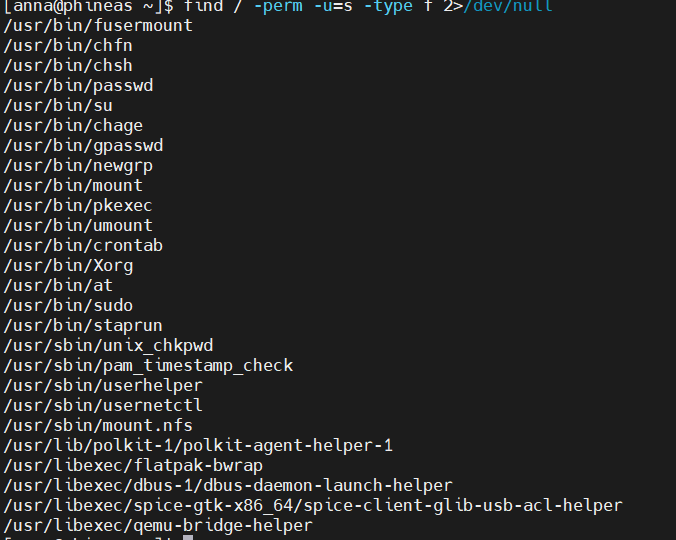 [anna@phineas ~]$ find / -perm -u=s -type f 2>/dev/null
/usr/bin/fusermount
/usr/bin/chfn
/usr/bin/chsh
/usr/bin/passwd
/usr/bin/su
/usr/bin/chage
/usr/bin/gpasswd
/usr/bin/newgrp
/usr/bin/mount
/usr/bin/pkexec
/usr/bin/umount
/usr/bin/crontab
/usr/bin/Xorg
/usr/bin/at
/usr/bin/sudo
/usr/bin/staprun
/usr/sbin/unix_chkpwd
/usr/sbin/pam_timestamp_check
/usr/sbin/userhelper
/usr/sbin/usernetctl
/usr/sbin/mount.nfs
/usr/lib/polkit-1/polkit-agent-helper-1
/usr/libexec/flatpak-bwrap
/usr/libexec/dbus-1/dbus-daemon-launch-helper
/usr/libexec/spice-gtk-x86_64/spice-client-glib-usb-acl-helper
/usr/libexec/qemu-bridge-helper